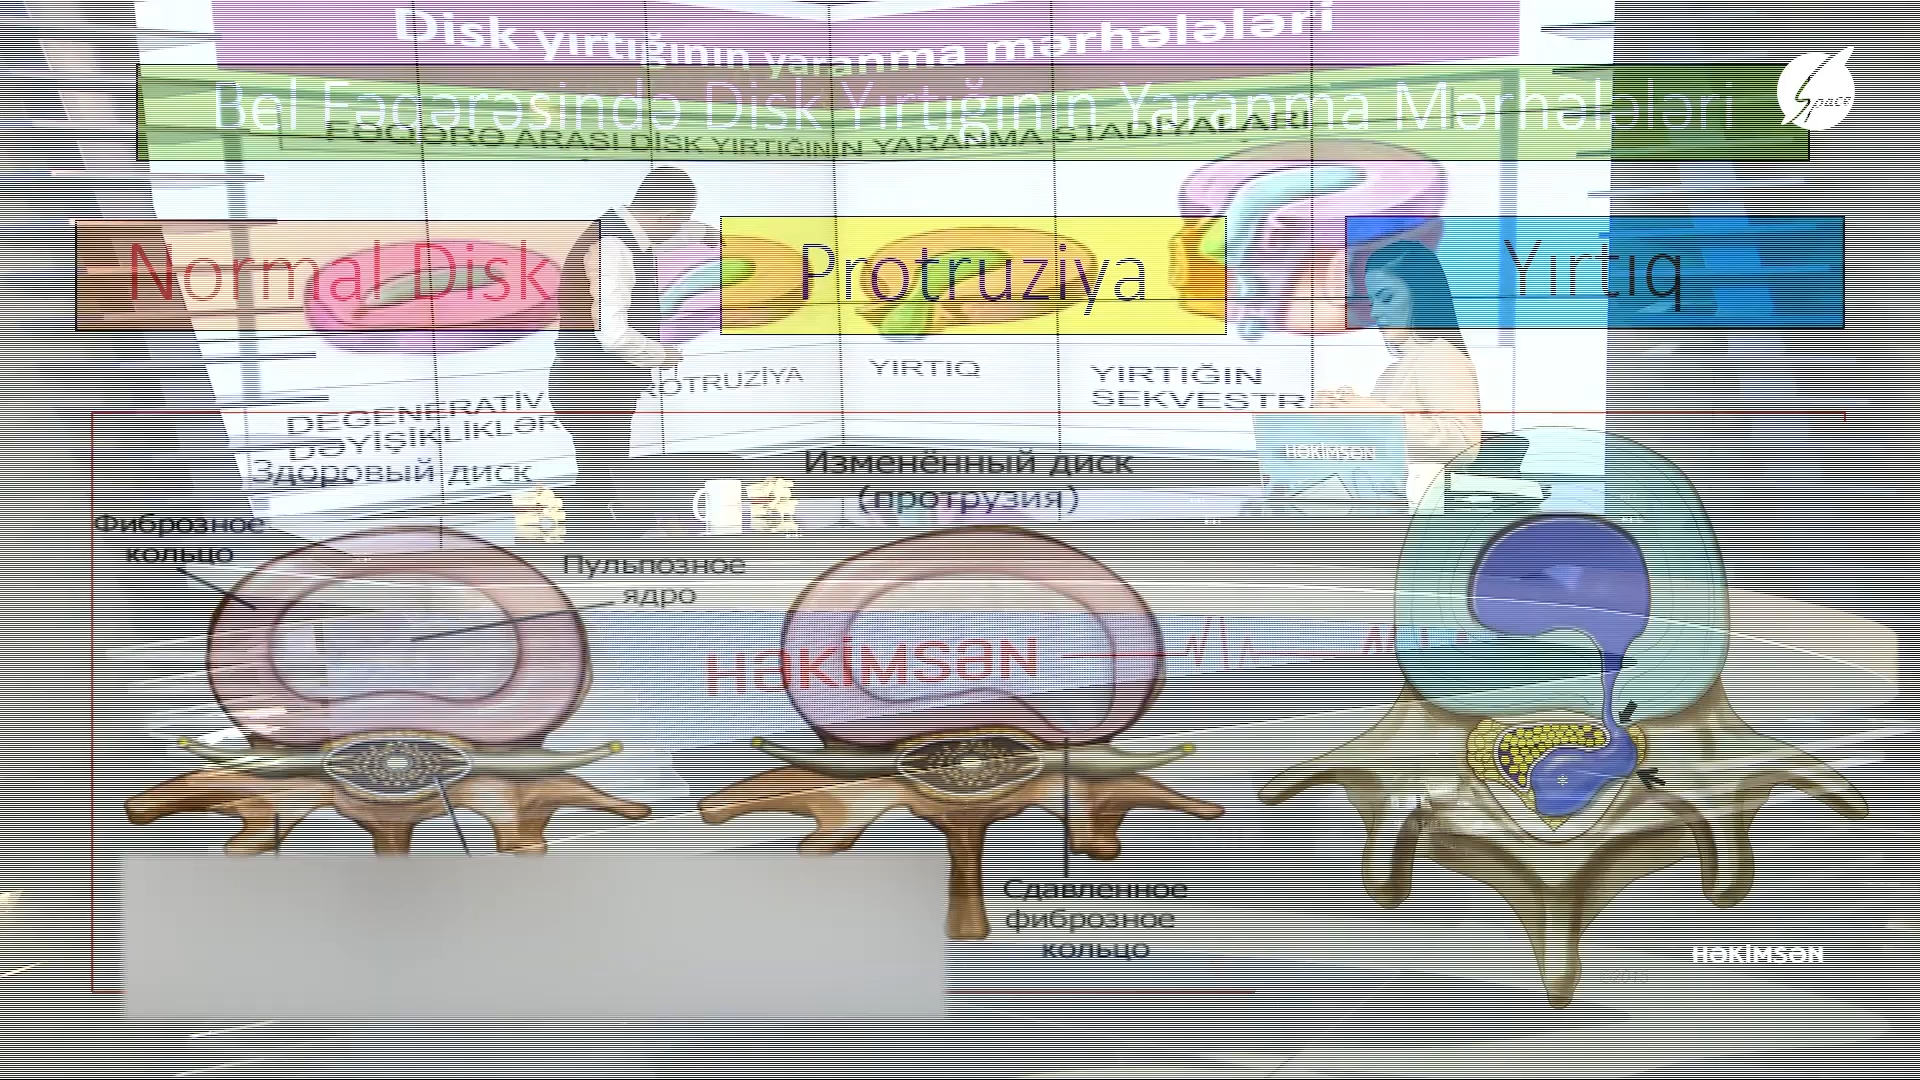 Disk yırtığının yaranma mərhələləri
Bel Fəqərəsində Disk Yırtığının Yaranma Mərhələləri
FƏQƏRƏ ARASI DİSK YIRTIĞININ YARANMA STADİYALARI
Space
Normal Disk
Protruziya
Yırtıq
DEGENERATİV
DƏYİŞİKLİKLƏR
PROTRUZİYA
YIRTIQ
YIRTIĞIN
SEKVESTR
HƏKİMSƏN
Здоровый диск
Изменённый диск
(протрузия)
Фиброзное
кольцо
Пульпозное
ядро
HƏKİMSƏN
Сдавленное
фиброзное
кольцо
HƏKİMSƏN